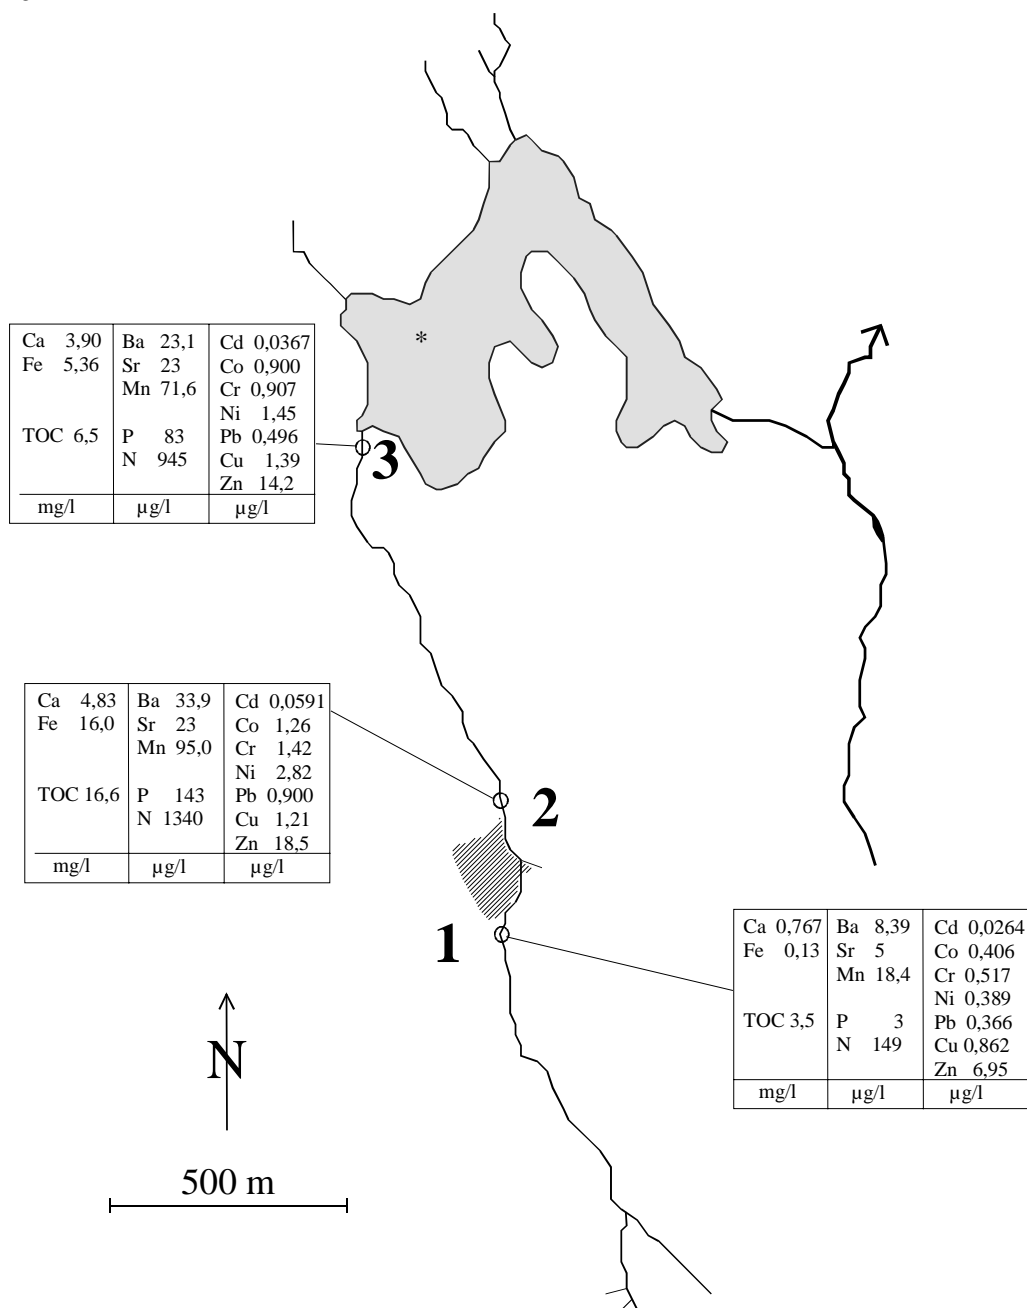 *
Ca 3,90 Ba 23,1 Cd 0,0367
Fe 5,36 Sr 23 Co 0,900
Mn 71,6 Cr 0,907
Ni 1,45
TOC 6,5 P 83 Pb 0,496
N 945 Cu 1,39
Zn 14,2
mg/l µg/l µg/l
3
Ca 4,83 Ba 33,9 Cd 0,0591
Fe 16,0 Sr 23 Co 1,26
Mn 95,0 Cr 1,42
Ni 2,82
TOC 16,6 P 143 Pb 0,900
N 1340 Cu 1,21
Zn 18,5
mg/l µg/l µg/l
2
1
Ca 0,767 Ba 8,39 Cd 0,0264
Fe 0,13 Sr 5 Co 0,406
Mn 18,4 Cr 0,517
Ni 0,389
TOC 3,5 P 3 Pb 0,366
N 149 Cu 0,862
Zn 6,95
mg/l µg/l µg/l
N
500 m